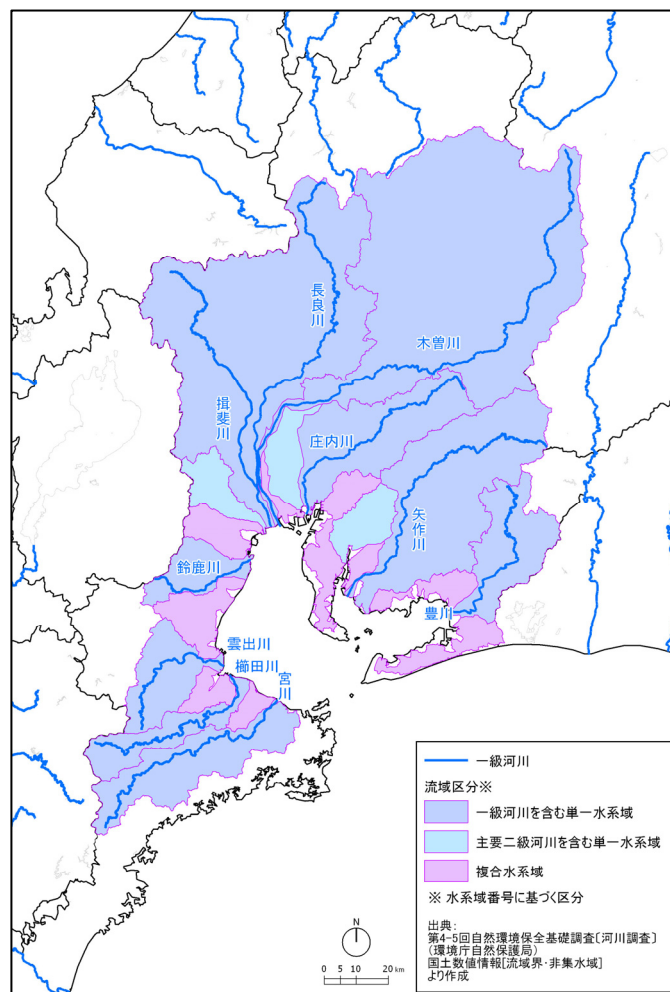 長良川
木曽川
揖斐川
庄内川
矢作川
鈴鹿川
豊川
雲出川
櫛田川
宮川
一級河川
流域区分※
一級河川を含む単一水系域
主要二級河川を含む単一水系域
複合水系域
※ 水系域番号に基づく区分
出典:
第4-5回自然環境保全基礎調査〔河川調査〕
(環境庁自然保護局)
国土数値情報[流域界・非集水域]
より作成
N
0 5 10 20 km